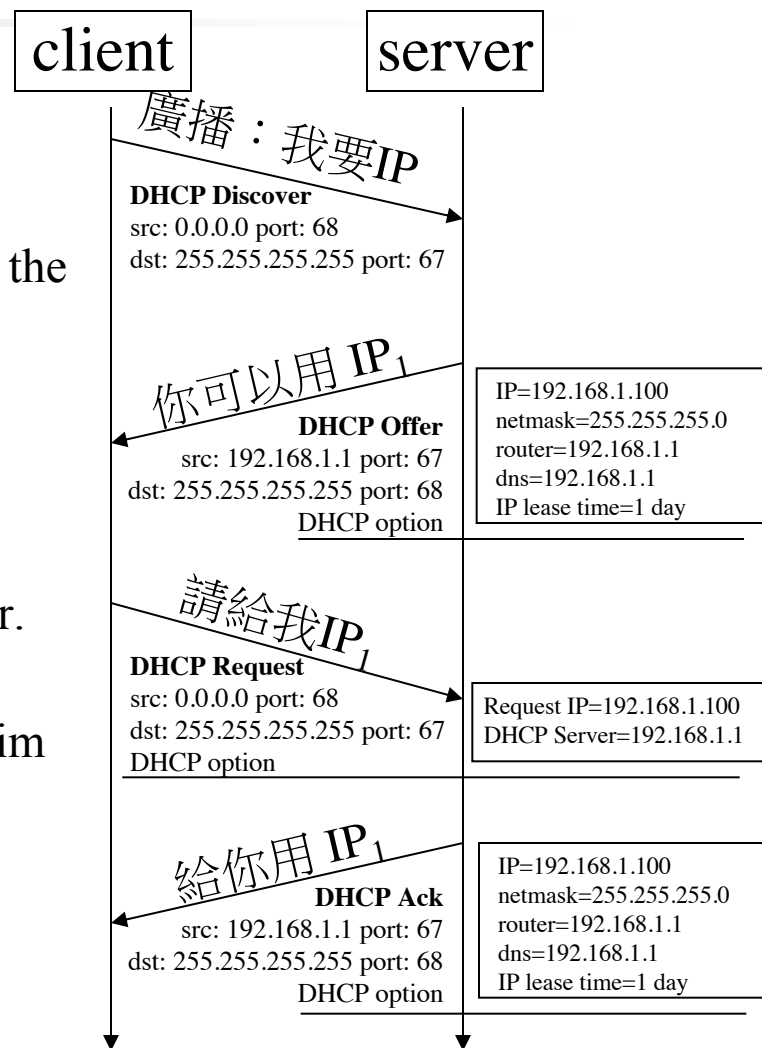 client
server
廣播：我要IP
DHCP Discover
src: 0.0.0.0 port: 68
dst: 255.255.255.255 port: 67
the
你可以用 IP1
DHCP Offer
src: 192.168.1.1 port: 67
dst: 255.255.255.255 port: 68
DHCP option
IP=192.168.1.100
netmask=255.255.255.0
router=192.168.1.1
dns=192.168.1.1
IP lease time=1 day
r.
請給我IP1
DHCP Request
src: 0.0.0.0 port: 68
dst: 255.255.255.255 port: 67
DHCP option
Request IP=192.168.1.100
DHCP Server=192.168.1.1
im
給你用 IP1
DHCP Ack
src: 192.168.1.1 port: 67
dst: 255.255.255.255 port: 68
DHCP option
IP=192.168.1.100
netmask=255.255.255.0
router=192.168.1.1
dns=192.168.1.1
IP lease time=1 day